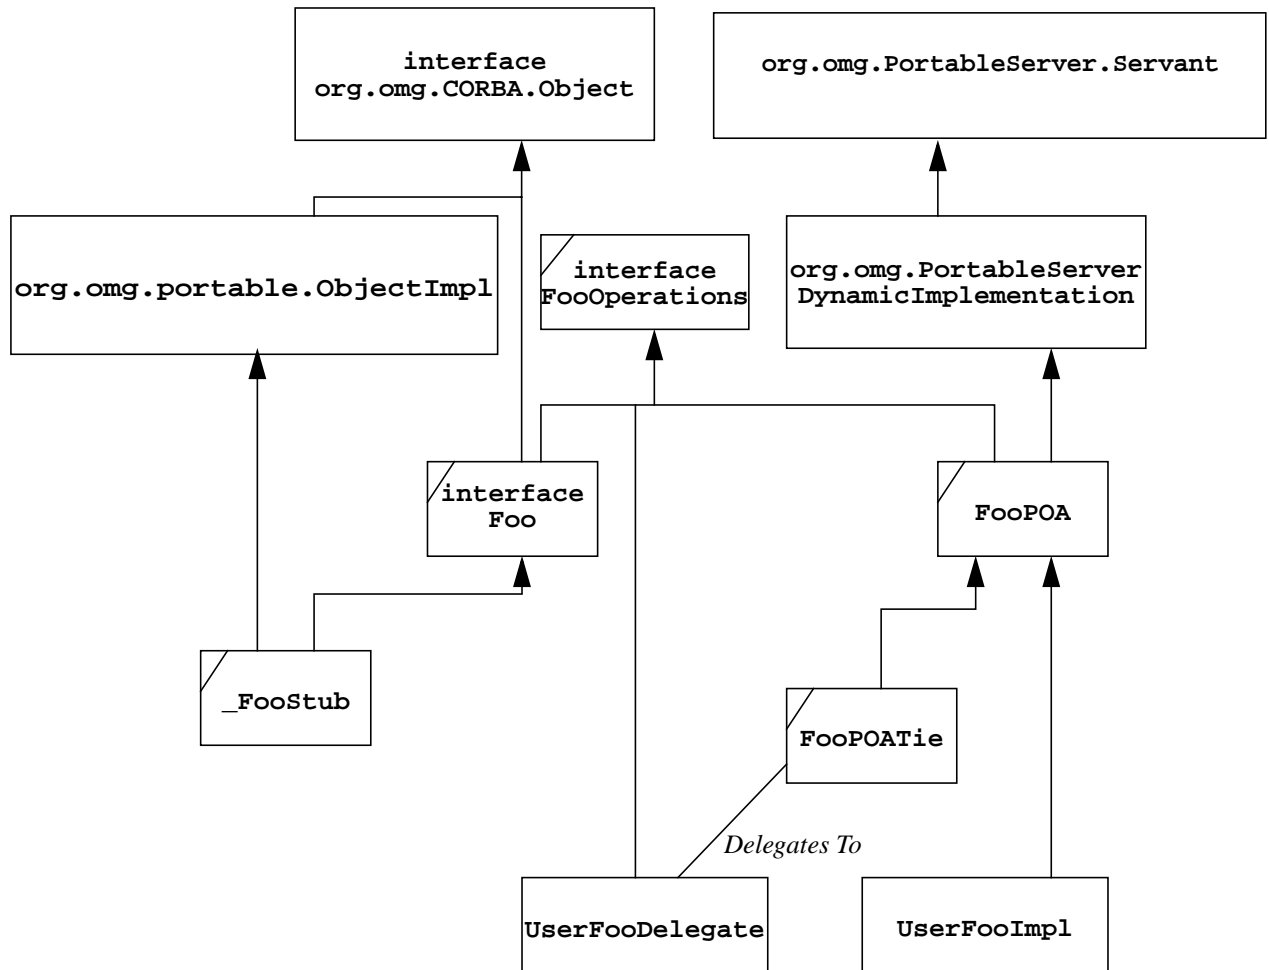 interface
org.omg.CORBA.Object
org.omg.PortableServer.Servant
org.omg.portable.ObjectImpl
interface
FooOperations
org.omg.PortableServer
DynamicImplementation
interface
Foo
FooPOA
_FooStub
FooPOATie
Delegates To
UserFooDelegate
UserFooImpl